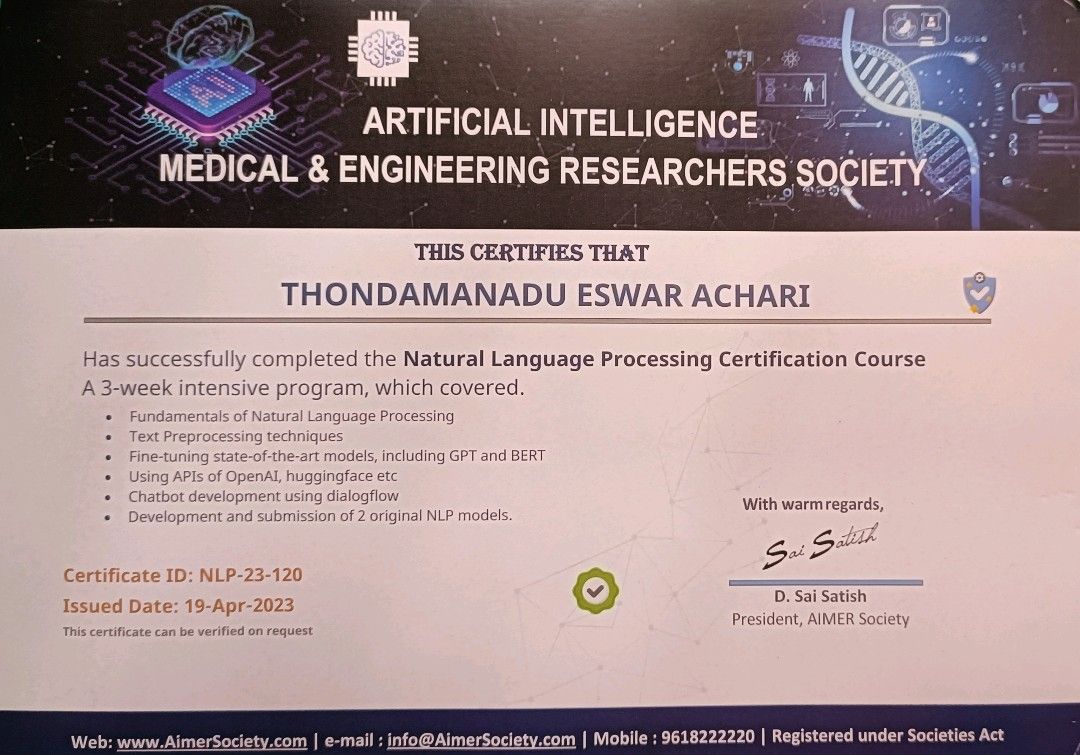 ARTIFICIAL INTELLIGENCE
MEDICAL & ENGINEERING RESEARCHERS SOCIETY
THIS CERTIFIES THAT
THONDAMANADU ESWAR ACHARI
Has successfully completed the Natural Language Processing Certification Course
A 3-week intensive program, which covered.
• Fundamentals of Natural Language Processing
• Text Preprocessing techniques
• Fine-tuning state-of-the-art models, including GPT and BERT
• Using APIs of OpenAI, huggingface etc
• Chatbot development using dialogflow
• Development and submission of 2 original NLP models.
With warm regards,
Sai Satish
D. Sai Satish
President, AIMER Society
Certificate ID: NLP-23-120
Issued Date: 19-Apr-2023
This certificate can be verified on request
Web: www.AimerSociety.com | e-mail : info@AimerSociety.com | Mobile : 9618222220 | Registered under Societies Act